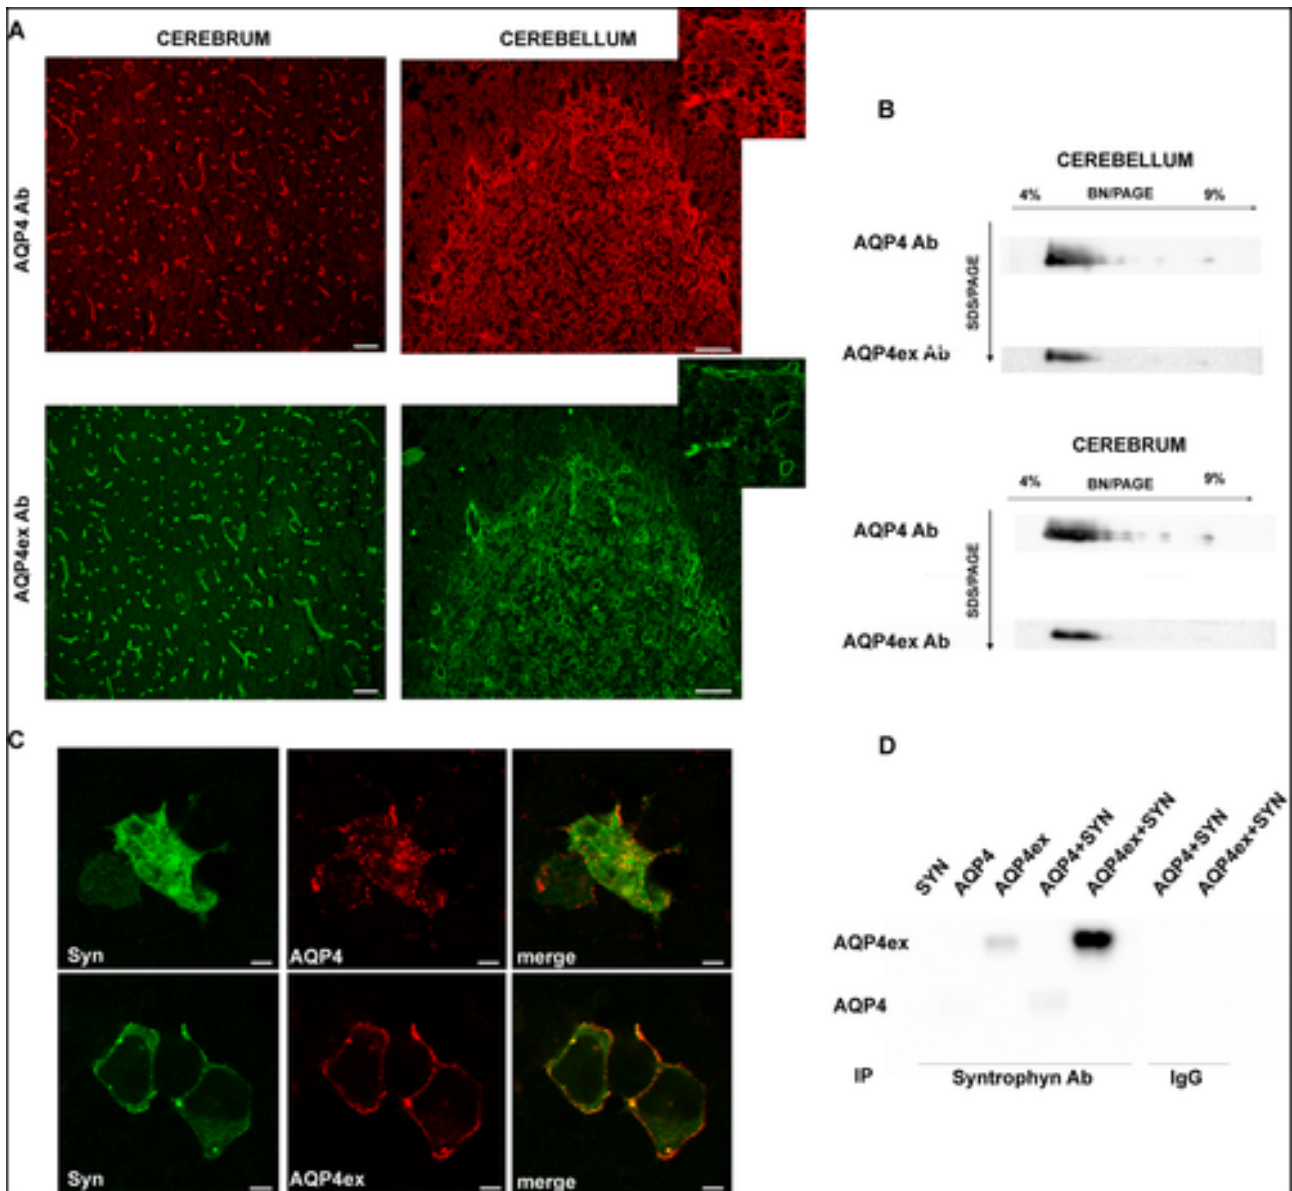 A
CEREBRUM
CEREBELLUM
AQP4 Ab
AQP4ex Ab
B
CEREBELLUM
4% BN/PAGE 9%
AQP4 Ab
SDS/PAGE
AQP4ex Ab
CEREBRUM
4% BN/PAGE 9%
AQP4 Ab
SDS/PAGE
AQP4ex Ab
C
Syn AQP4 merge
Syn AQP4ex merge
D
SYN AQP4 AQP4ex AQP4+SYN AQP4ex+SYN AQP4+SYN AQP4ex+SYN
AQP4ex
AQP4
IP Syntrophyn Ab IgG